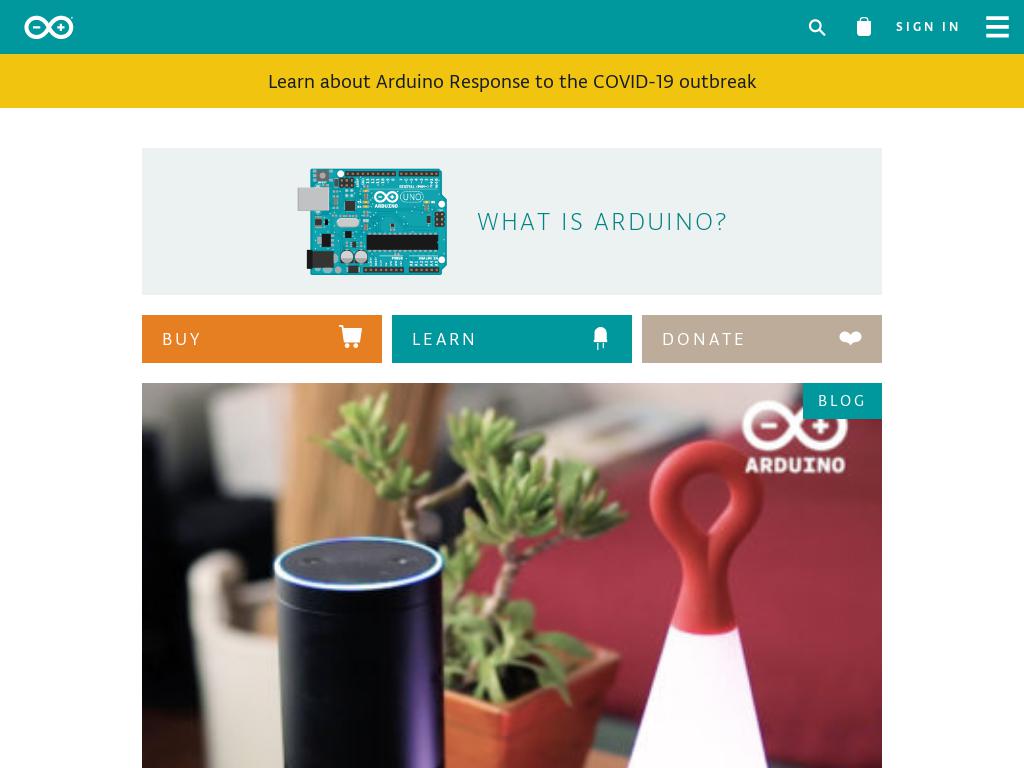 SIGN IN
Learn about Arduino Response to the COVID-19 outbreak
UNO
ARDUINO
WHAT IS ARDUINO?
BUY
LEARN
DONATE
BLOG
ARDUINO